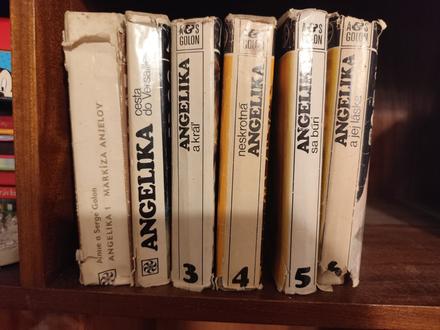 Anne a Serge Golon
ANGELIKA 1 MARKÍZA ANJELOV
cesta
do Versailles
ANGELIKA
A&S
GOLON
ANGELIKA
a kráľ
3
A&S
GOLON
neskrotná
ANGELIKA
4
A&S
GOLON
ANGELIKA
sa búri
5
A&S
GOLON
ANGELIKA
a jej láska